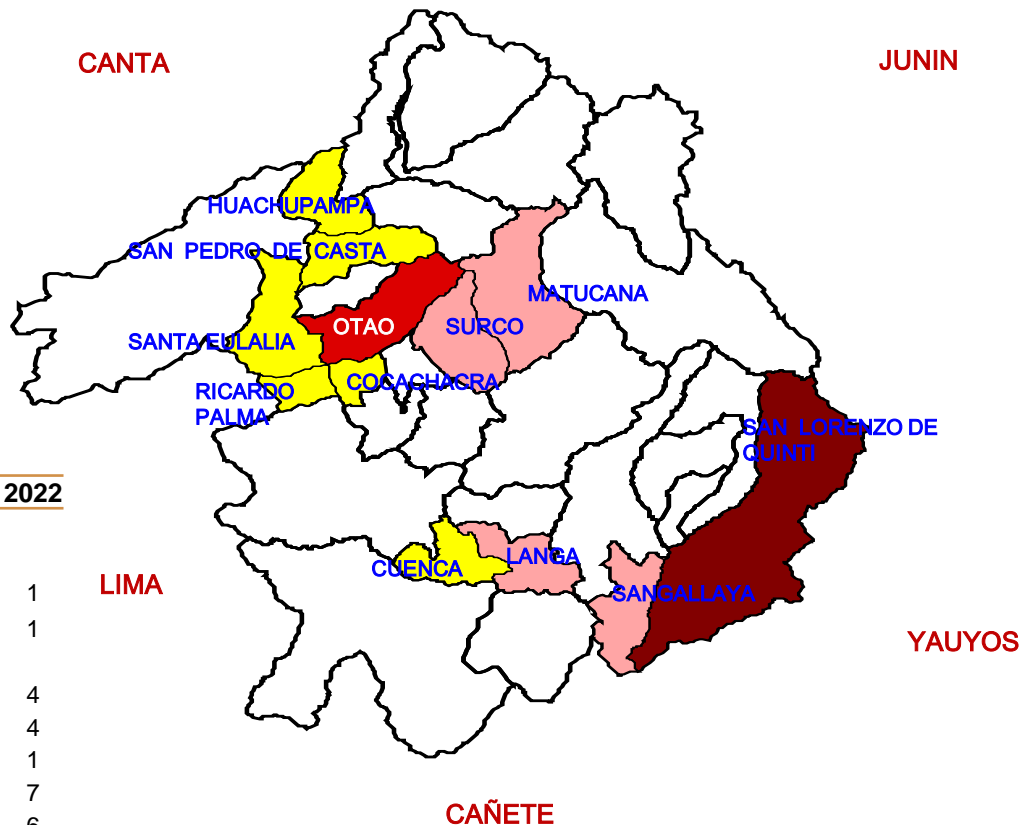 CANTA
JUNIN
HUACHUPAMPA
SAN PEDRO DE CASTA
MATUCANA
OTAO
SURCO
SANTA EULALIA
COCACHACRA
RICARDO
PALMA
SAN LORENZO DE
QUINTI
2022
LANGA
CUENCA
LIMA
SANGALLAYA
1
1
YAUYOS
4
4
1
7
CAÑETE
6